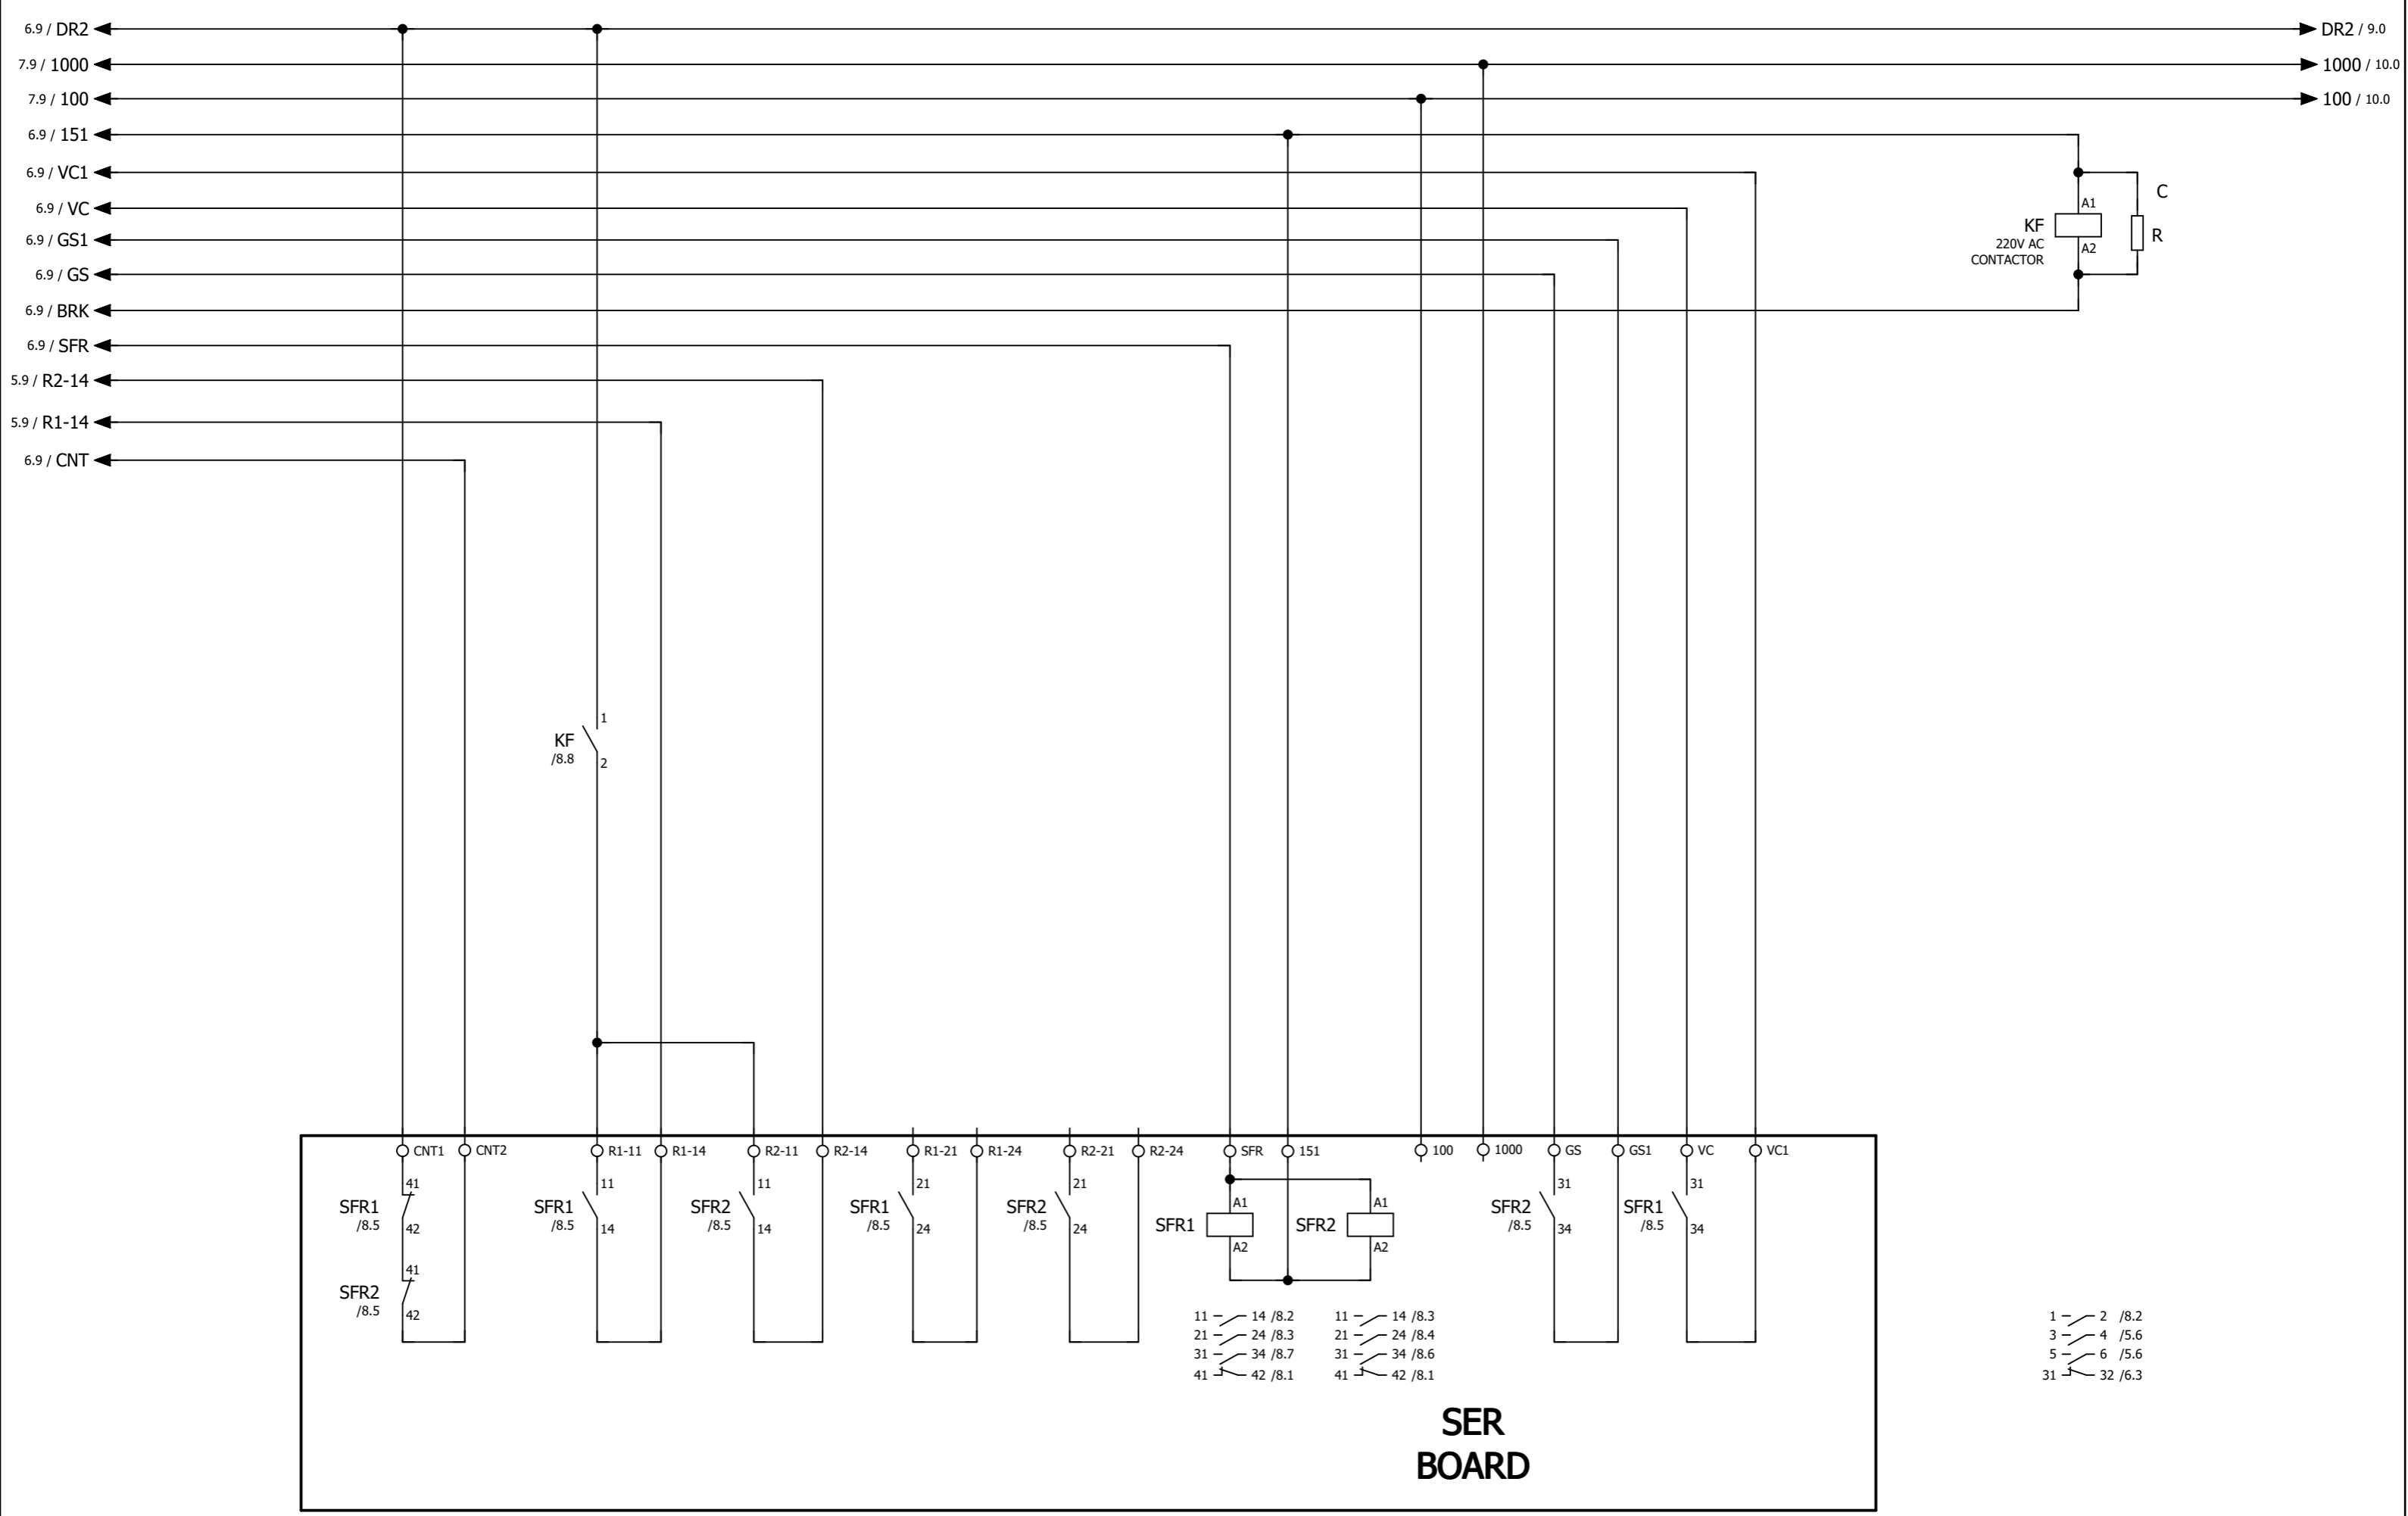 6.9 / DR2
DR2 / 9.0
7.9 / 1000
1000 / 10.0
7.9 / 100
100 / 10.0
6.9 / 151
6.9 / VC1
6.9 / VC
6.9 / GS1
6.9 / GS
6.9 / BRK
6.9 / SFR
5.9 / R2-14
5.9 / R1-14
6.9 / CNT
C
A1
KF
R
220V AC
A2
CONTACTOR
1
KF
/8.8
2
CNT1 CNT2 R1-11 R1-14 R2-11 R2-14 R1-21 R1-24 R2-21 R2-24 SFR 151 100 1000 GS GS1 VC VC1
41 11 11 21 21 31 31
SFR1 SFR1 SFR2 SFR1 SFR2 A1 A1 SFR2 SFR1
/8.5 /8.5 /8.5 /8.5 /8.5 SFR1 SFR2 /8.5 /8.5
42 14 14 24 24 34 34
A2 A2
41
SFR2
/8.5
42
11 14 /8.2 11 14 /8.3 1 2 /8.2
21 24 /8.3 21 24 /8.4 3 4 /5.6
31 34 /8.7 31 34 /8.6 5 6 /5.6
41 42 /8.1 41 42 /8.1 31 32 /6.3
SER
BOARD